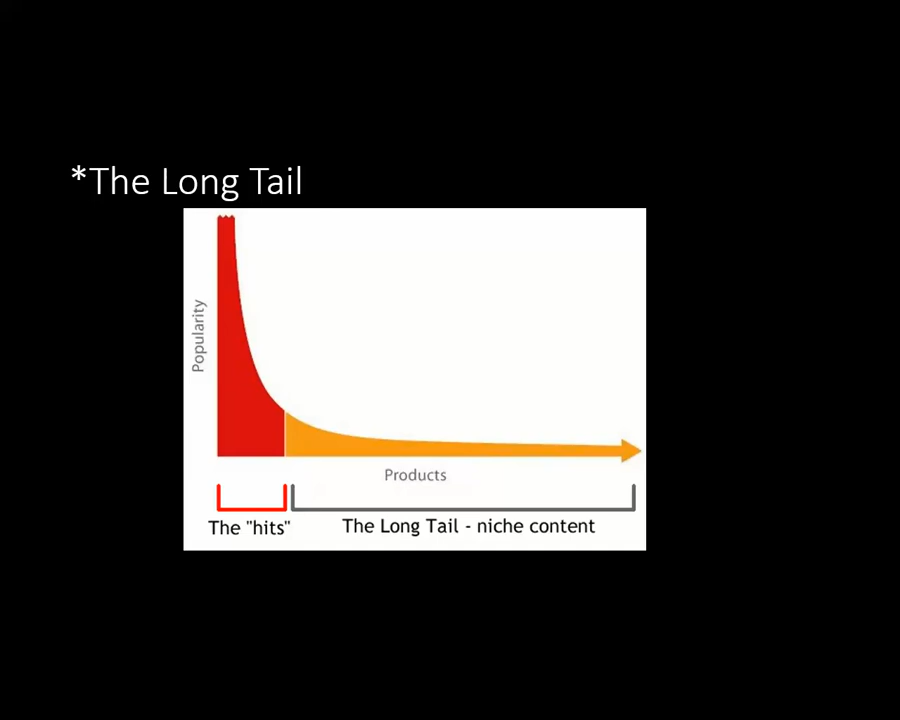 *The Long Tail
Popularity
Products
The "hits"
The Long Tail - niche content